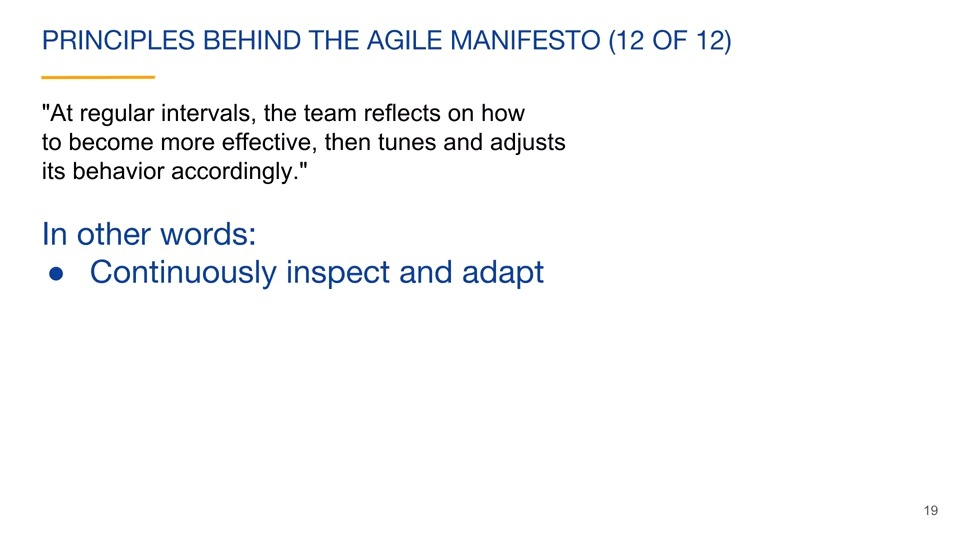 PRINCIPLES BEHIND THE AGILE MANIFESTO (12 OF 12)
"At regular intervals, the team reflects on how
to become more effective, then tunes and adjusts
its behavior accordingly."
In other words:
● Continuously inspect and adapt
19